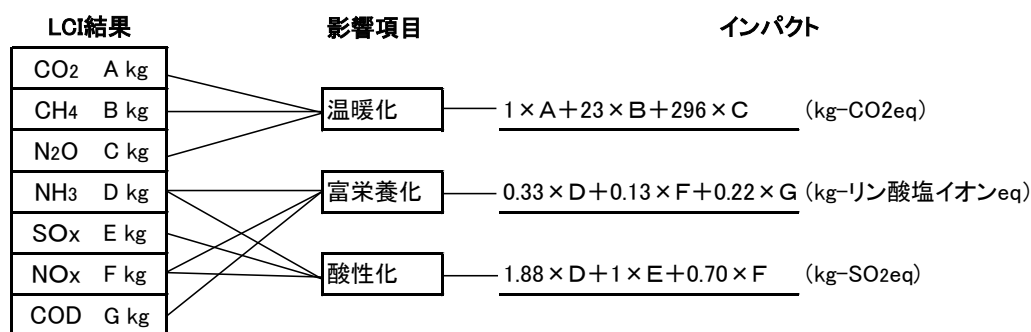 LCI結果 影響項目 インパクト
CO2 A kg
CH4 B kg 温暖化 1×A+23×B+296×C (kg-CO2eq)
N2O C kg
NH3 D kg 富栄養化 0.33×D+0.13×F+0.22×G (kg-リン酸塩イオンeq)
SOx E kg
NOx F kg 酸性化 1.88×D+1×E+0.70×F (kg-SO2eq)
COD G kg